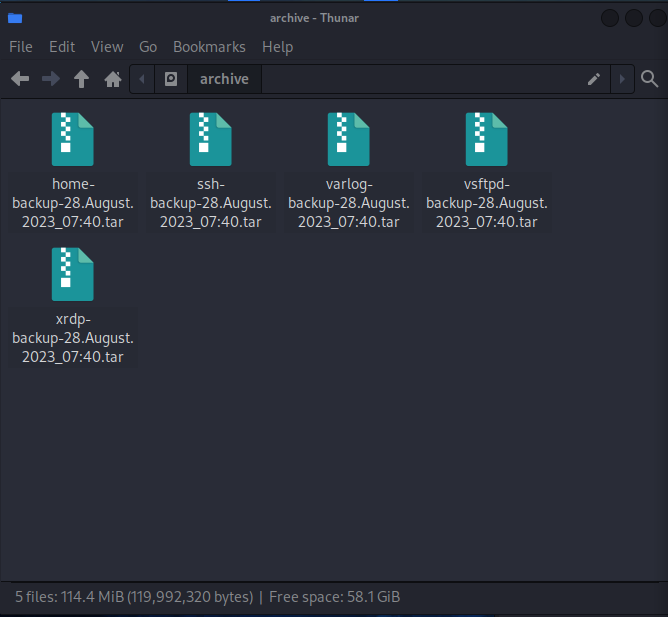 archive - Thunar
File Edit View Go Bookmarks Help
archive
home-
backup-28.August.
2023_07:40.tar
ssh-
backup-28.August.
2023_07:40.tar
varlog-
backup-28.August.
2023_07:40.tar
vsftpd-
backup-28.August.
2023_07:40.tar
xrdp-
backup-28.August.
2023_07:40.tar
5 files: 114.4 MiB (119,992,320 bytes) | Free space: 58.1 GiB